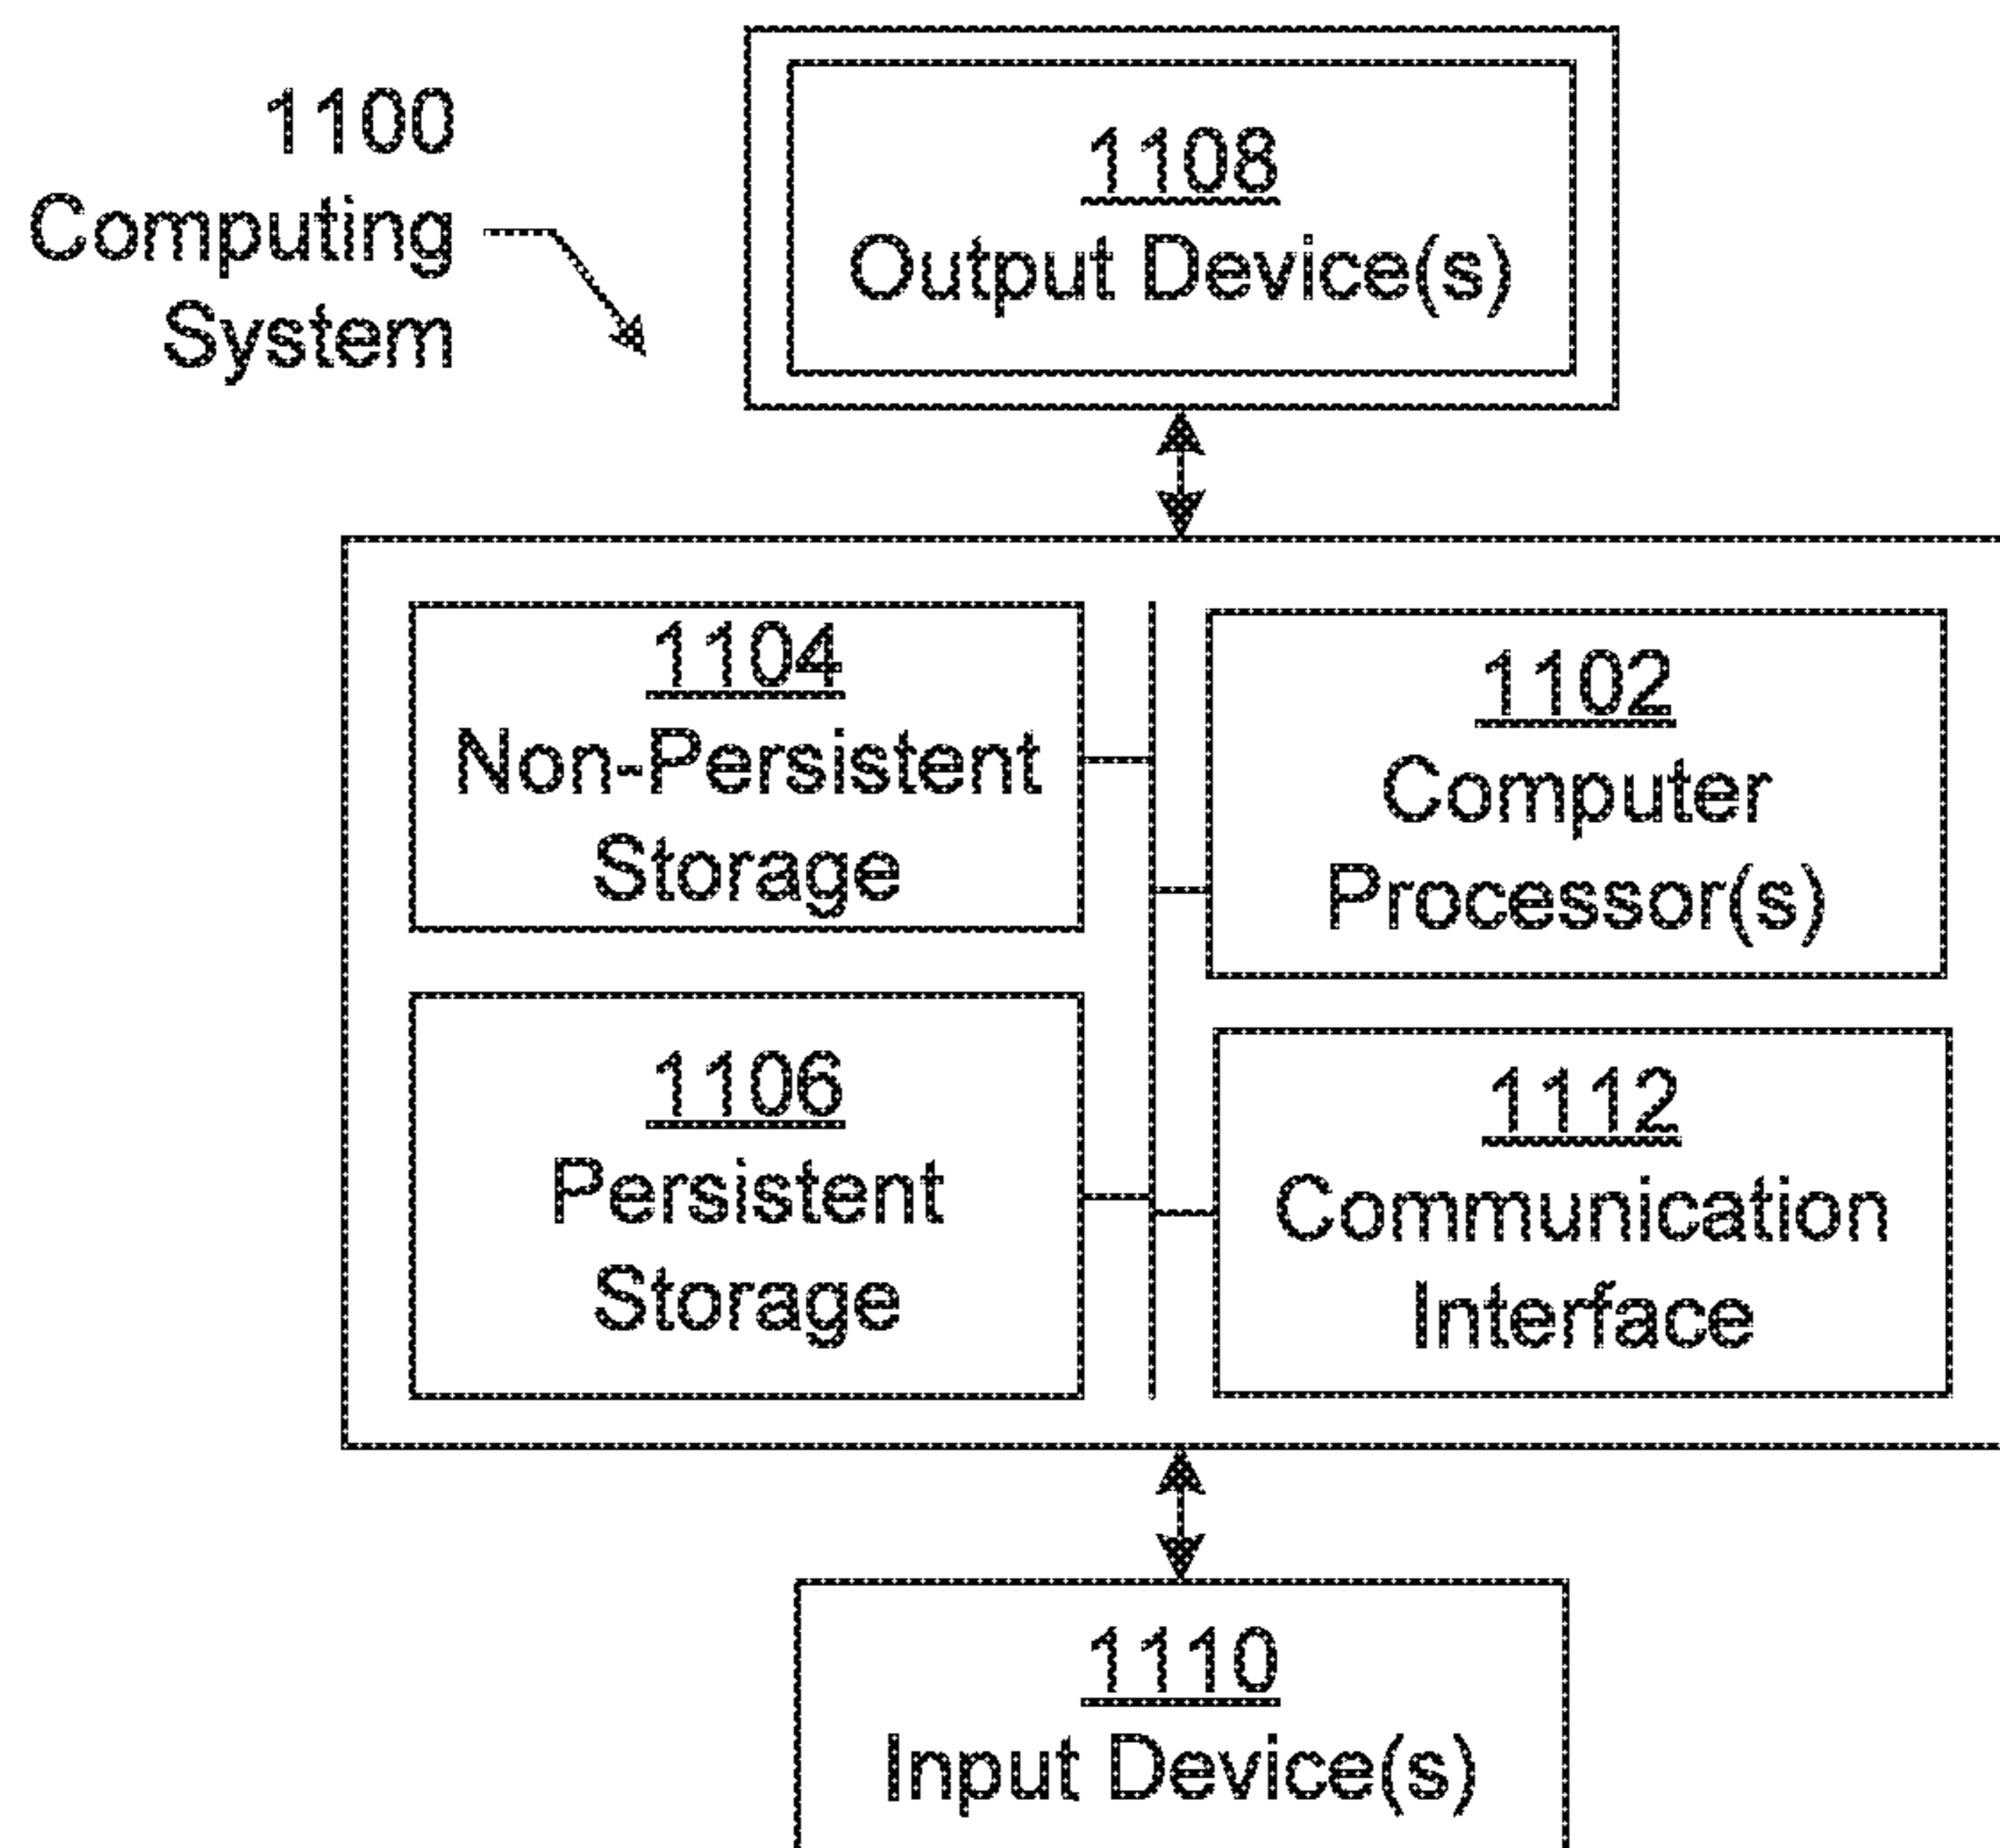 1100
Computing
System
1108
Output Device(s)
1104
Non-Persistent
Storage
1102
Computer
Processor(s)
1106
Persistent
Storage
1112
Communication
Interface
1110
Input Device(s)